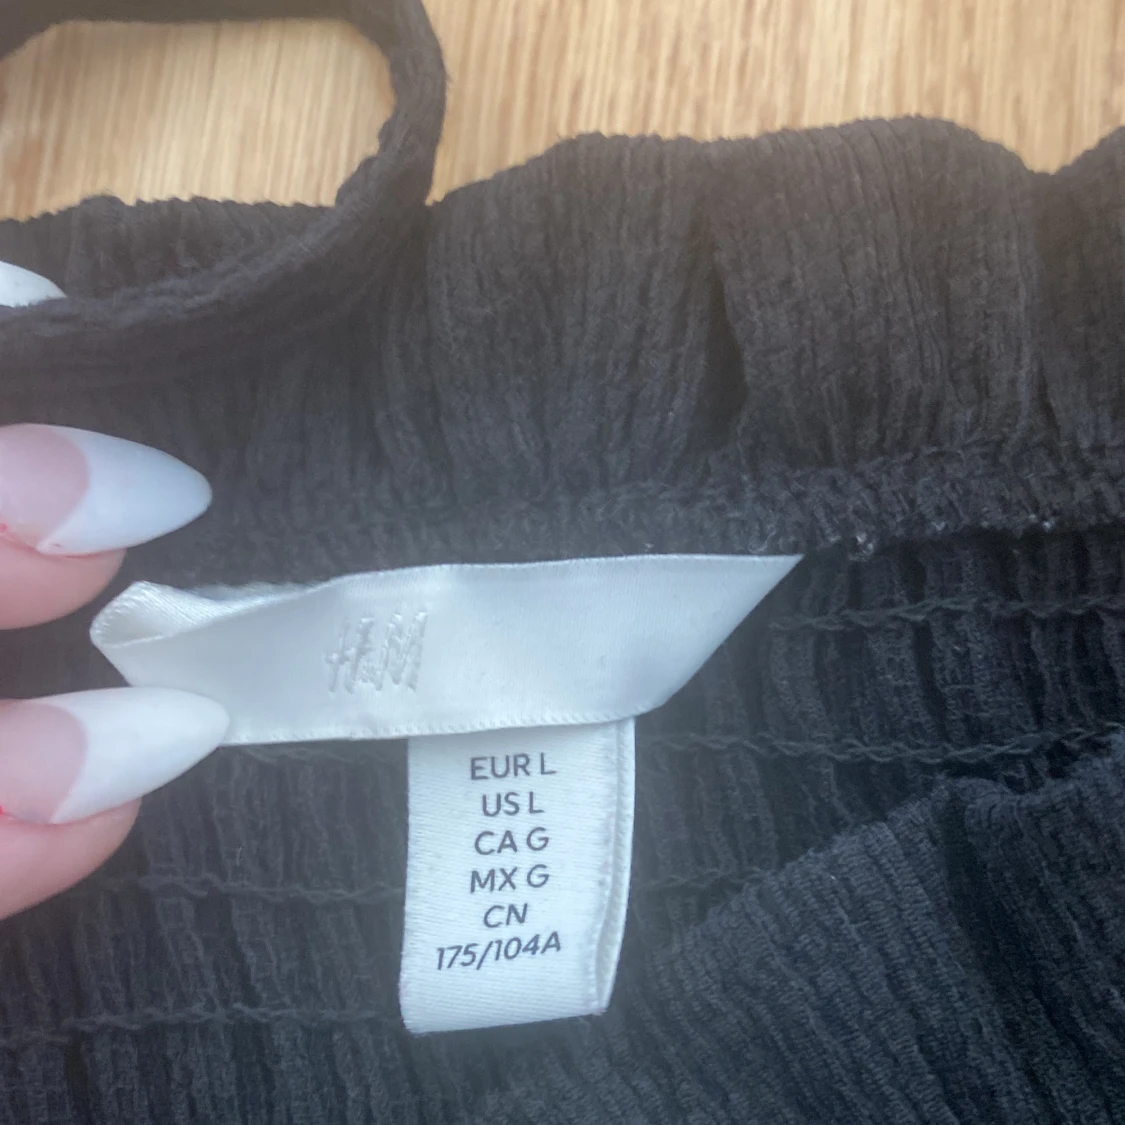 H&M
EUR L
US L
CA G
MX G
CN
175/104A